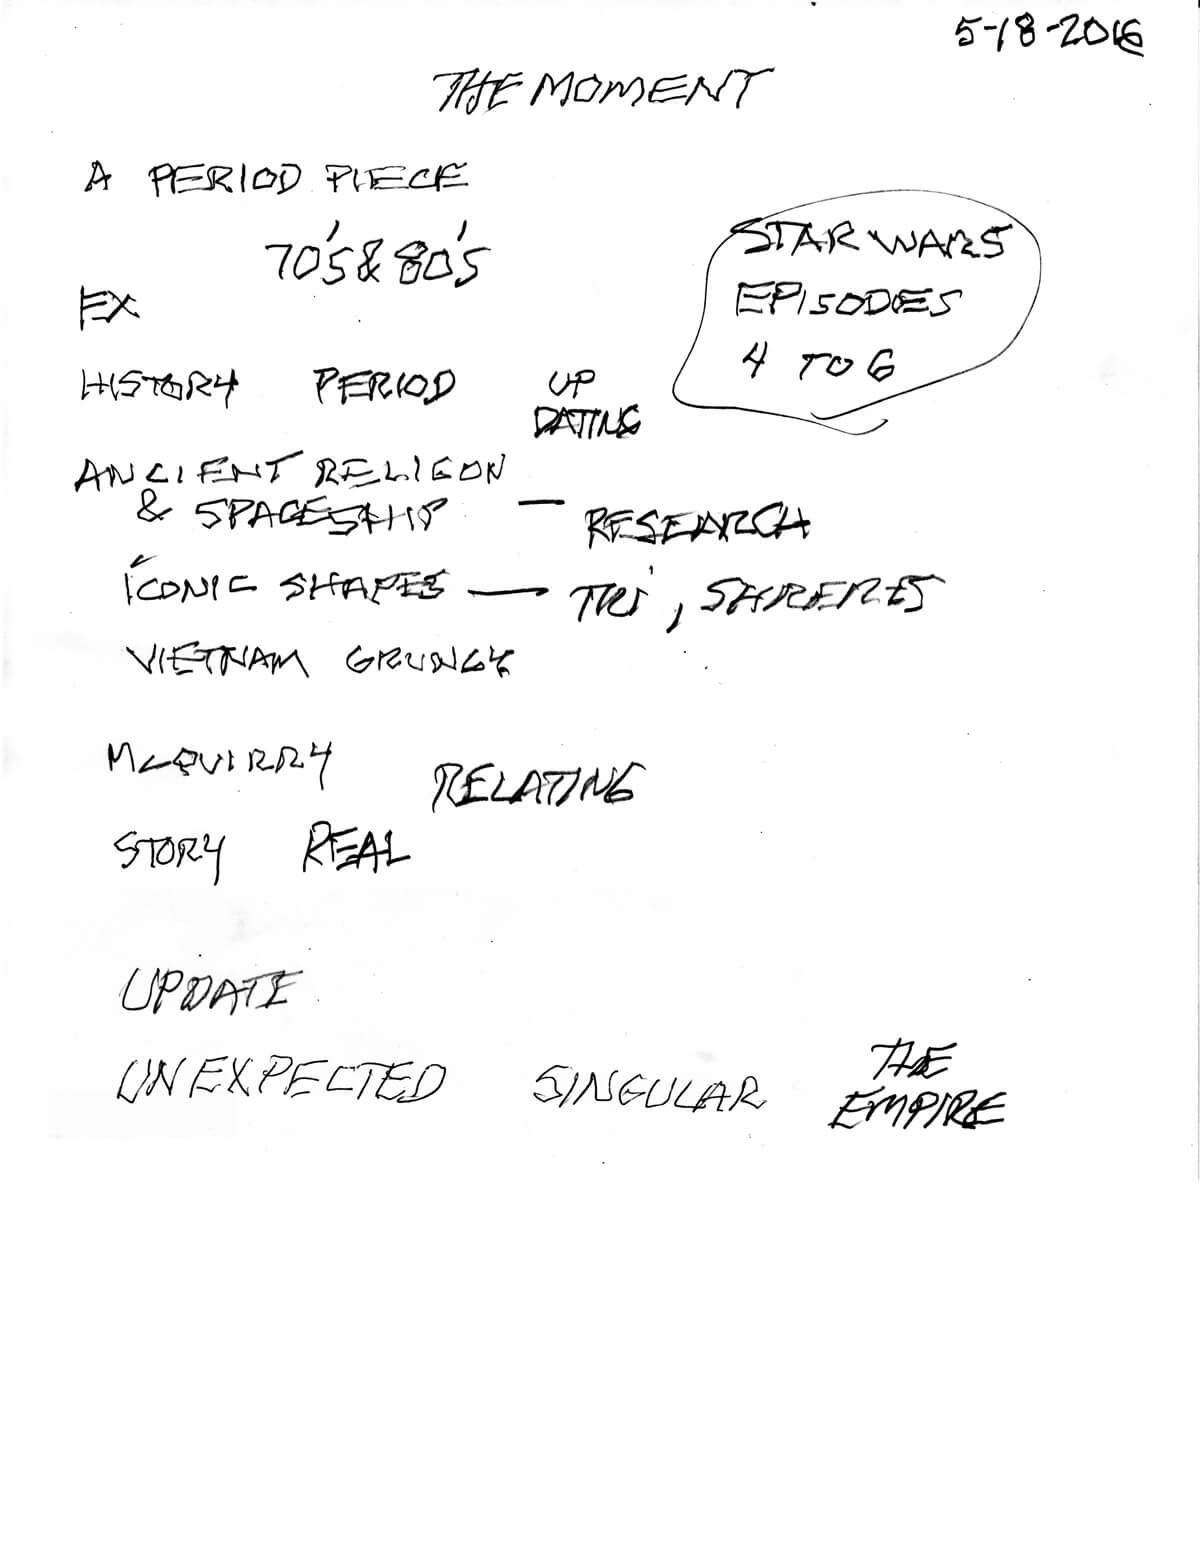 5-18-2016
THE MOMENT
A PERIOD PIECE
70'S & 80'S
STAR WARS
EPISODES
4 TO 6
EX
HISTORY PERIOD UP
DATING
ANCIENT RELIGON
& SPACESHIP — RESEARCH
ICONIC SHAPES — TRI,
VIETNAM GRUNGY
McQUIRRY RELATING
STORY REAL
UPDATE
UNEXPECTED SINGULAR THE
EMPIRE